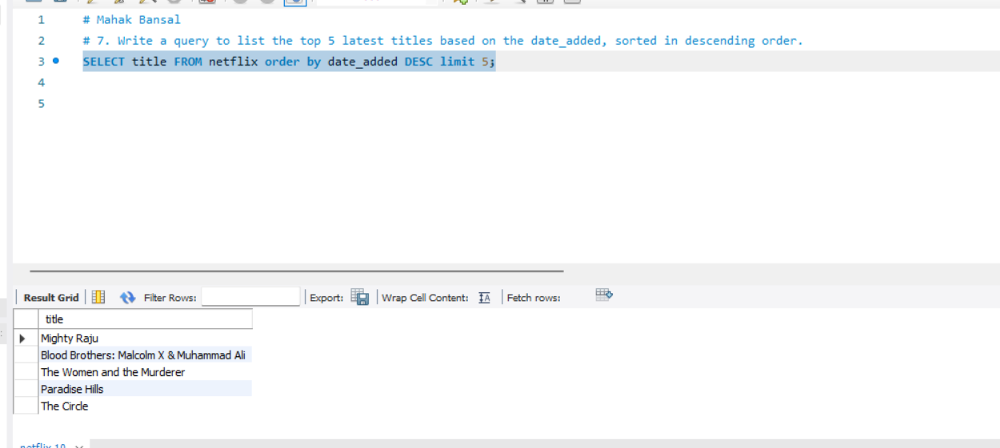 1 # Mahak Bansal
2 # 7. Write a query to list the top 5 latest titles based on the date_added, sorted in descending order.
3 SELECT title FROM netflix order by date_added DESC limit 5;
4
5
Result Grid Filter Rows: Export: Wrap Cell Content: Fetch rows:
title
Mighty Raju
Blood Brothers: Malcolm X & Muhammad Ali
The Women and the Murderer
Paradise Hills
The Circle
netflix 10